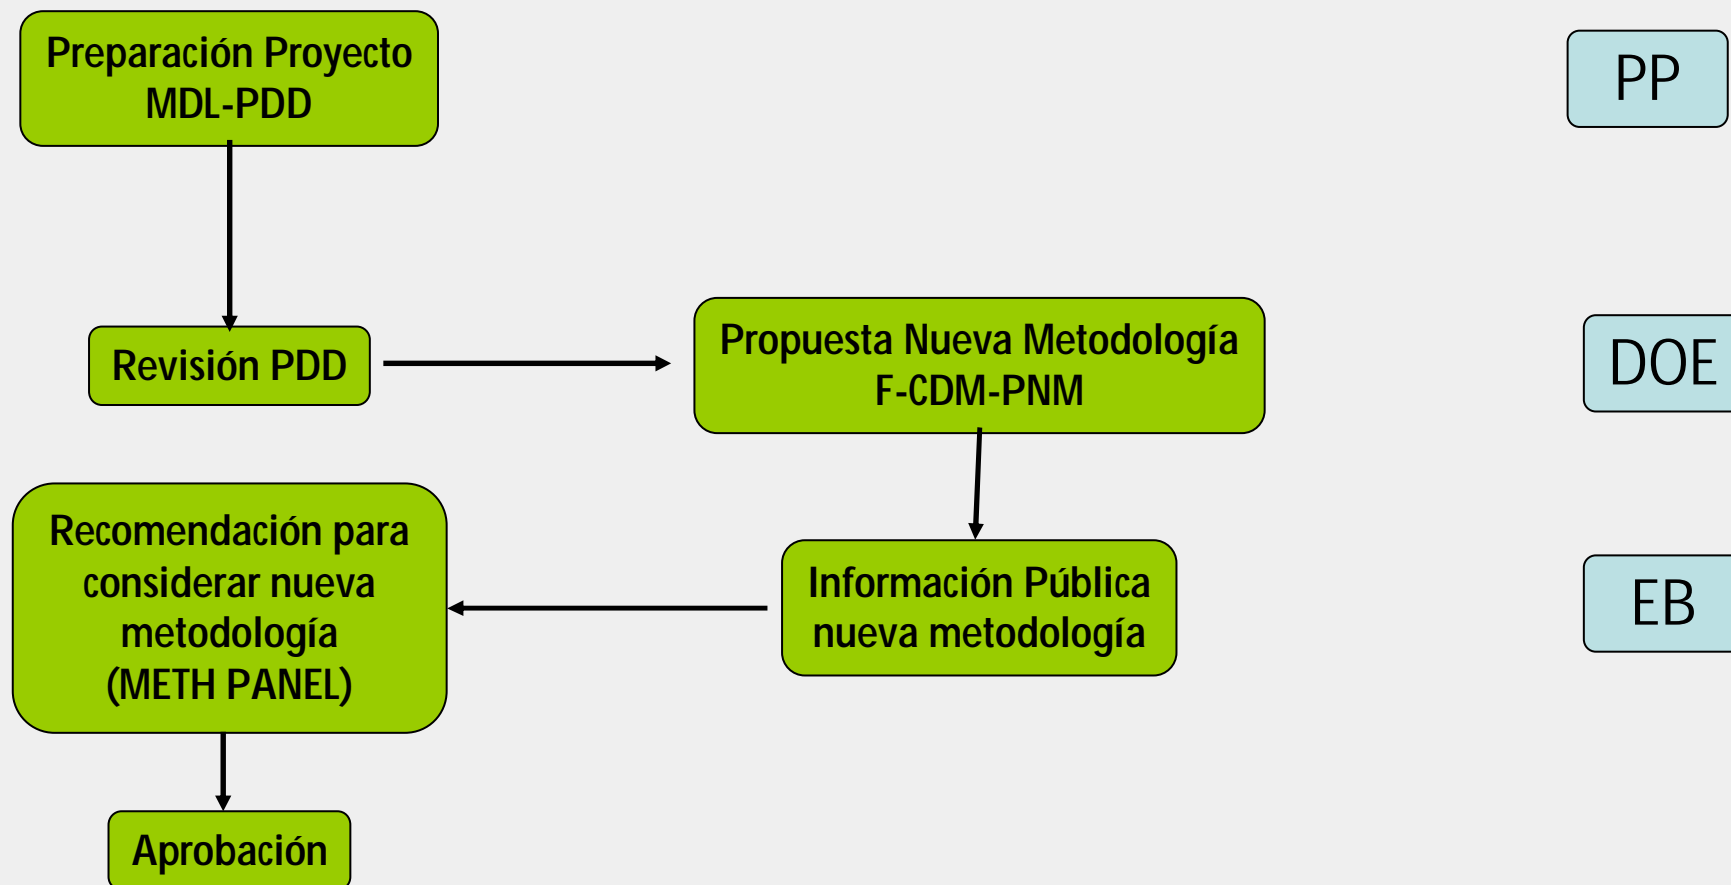 Preparación Proyecto
MDL-PDD
PP
Revisión PDD
Propuesta Nueva Metodología
F-CDM-PNM
DOE
Recomendación para
considerar nueva
metodología
(METH PANEL)
Información Pública
nueva metodología
EB
Aprobación